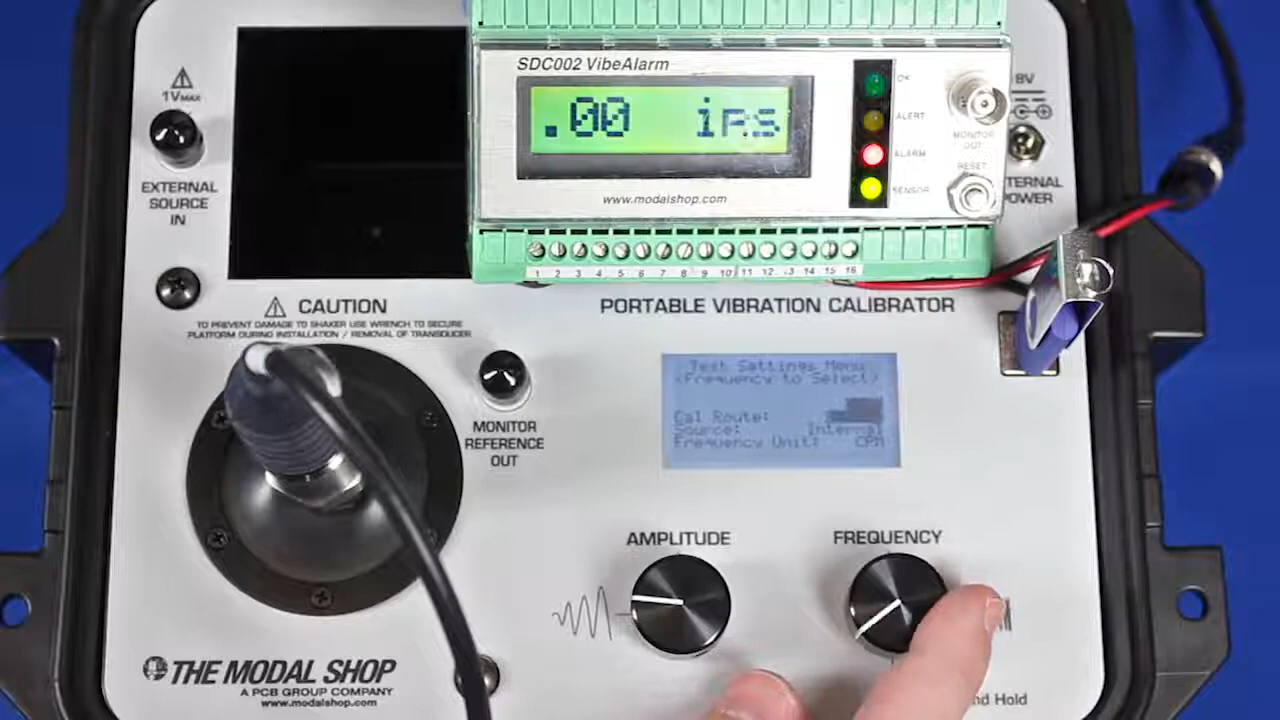 SDC002 VibeAlarm
.00 ips
OK
ALERT
ALARM
SENSOR
MONITOR
OUT
RESET
www.modalshop.com
1 2 3 4 5 6 7 8 9 10 11 12 13 14 15 16
1VMAX
EXTERNAL
SOURCE
IN
8V
TERNAL
POWER
CAUTION
TO PREVENT DAMAGE TO SHAKER USE WRENCH TO SECURE
PLATFORM DURING INSTALLATION / REMOVAL OF TRANSDUCER
PORTABLE VIBRATION CALIBRATOR
MONITOR
REFERENCE
OUT
Test Settings Menu
(Frequency to Select)
Cal Route:
Source: Internal
Frequency Unit: CPM
AMPLITUDE
FREQUENCY
nd Hold
THE MODAL SHOP
A PCB GROUP COMPANY
www.modalshop.com